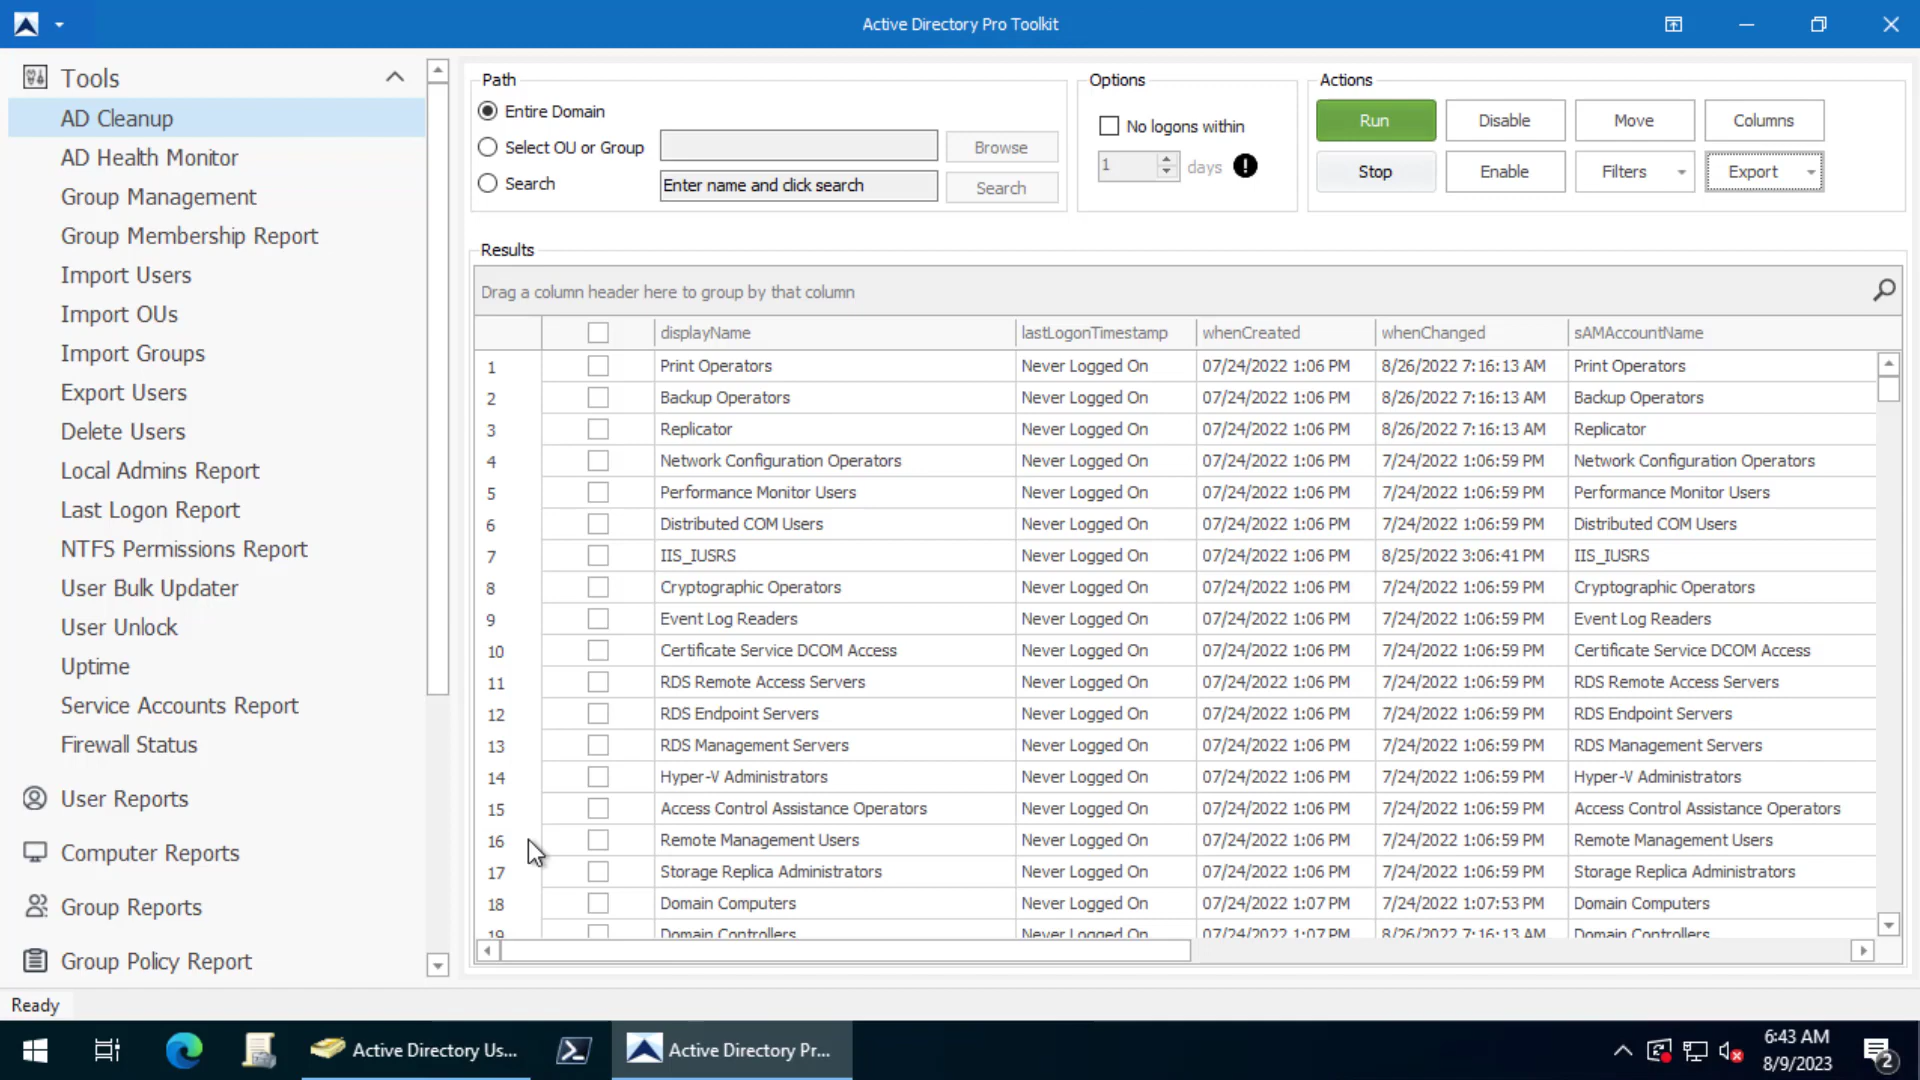 Active Directory Pro Toolkit
Tools
AD Cleanup
AD Health Monitor
Group Management
Group Membership Report
Import Users
Import OUs
Import Groups
Export Users
Delete Users
Local Admins Report
Last Logon Report
NTFS Permissions Report
User Bulk Updater
User Unlock
Uptime
Service Accounts Report
Firewall Status
User Reports
Computer Reports
Group Reports
Group Policy Report
Path
Entire Domain
Select OU or Group
Browse
Search
Enter name and click search
Search
Options
No logons within
1
days
Actions
Run
Disable
Move
Columns
Stop
Enable
Filters
Export
Results
Drag a column header here to group by that column
displayName lastLogonTimestamp whenCreated whenChanged sAMAccountName
1 Print Operators Never Logged On 07/24/2022 1:06 PM 8/26/2022 7:16:13 AM Print Operators
2 Backup Operators Never Logged On 07/24/2022 1:06 PM 8/26/2022 7:16:13 AM Backup Operators
3 Replicator Never Logged On 07/24/2022 1:06 PM 8/26/2022 7:16:13 AM Replicator
4 Network Configuration Operators Never Logged On 07/24/2022 1:06 PM 7/24/2022 1:06:59 PM Network Configuration Operators
5 Performance Monitor Users Never Logged On 07/24/2022 1:06 PM 7/24/2022 1:06:59 PM Performance Monitor Users
6 Distributed COM Users Never Logged On 07/24/2022 1:06 PM 7/24/2022 1:06:59 PM Distributed COM Users
7 IIS_IUSRS Never Logged On 07/24/2022 1:06 PM 8/25/2022 3:06:41 PM IIS_IUSRS
8 Cryptographic Operators Never Logged On 07/24/2022 1:06 PM 7/24/2022 1:06:59 PM Cryptographic Operators
9 Event Log Readers Never Logged On 07/24/2022 1:06 PM 7/24/2022 1:06:59 PM Event Log Readers
10 Certificate Service DCOM Access Never Logged On 07/24/2022 1:06 PM 7/24/2022 1:06:59 PM Certificate Service DCOM Access
11 RDS Remote Access Servers Never Logged On 07/24/2022 1:06 PM 7/24/2022 1:06:59 PM RDS Remote Access Servers
12 RDS Endpoint Servers Never Logged On 07/24/2022 1:06 PM 7/24/2022 1:06:59 PM RDS Endpoint Servers
13 RDS Management Servers Never Logged On 07/24/2022 1:06 PM 7/24/2022 1:06:59 PM RDS Management Servers
14 Hyper-V Administrators Never Logged On 07/24/2022 1:06 PM 7/24/2022 1:06:59 PM Hyper-V Administrators
15 Access Control Assistance Operators Never Logged On 07/24/2022 1:06 PM 7/24/2022 1:06:59 PM Access Control Assistance Operators
16 Remote Management Users Never Logged On 07/24/2022 1:06 PM 7/24/2022 1:06:59 PM Remote Management Users
17 Storage Replica Administrators Never Logged On 07/24/2022 1:06 PM 7/24/2022 1:06:59 PM Storage Replica Administrators
18 Domain Computers Never Logged On 07/24/2022 1:07 PM 7/24/2022 1:07:53 PM Domain Computers
19 Domain Controllers Never Logged On 07/24/2022 1:07 PM 8/26/2022 7:16:13 AM Domain Controllers
Ready
Active Directory Us...
Active Directory Pr...
6:43 AM
8/9/2023
2